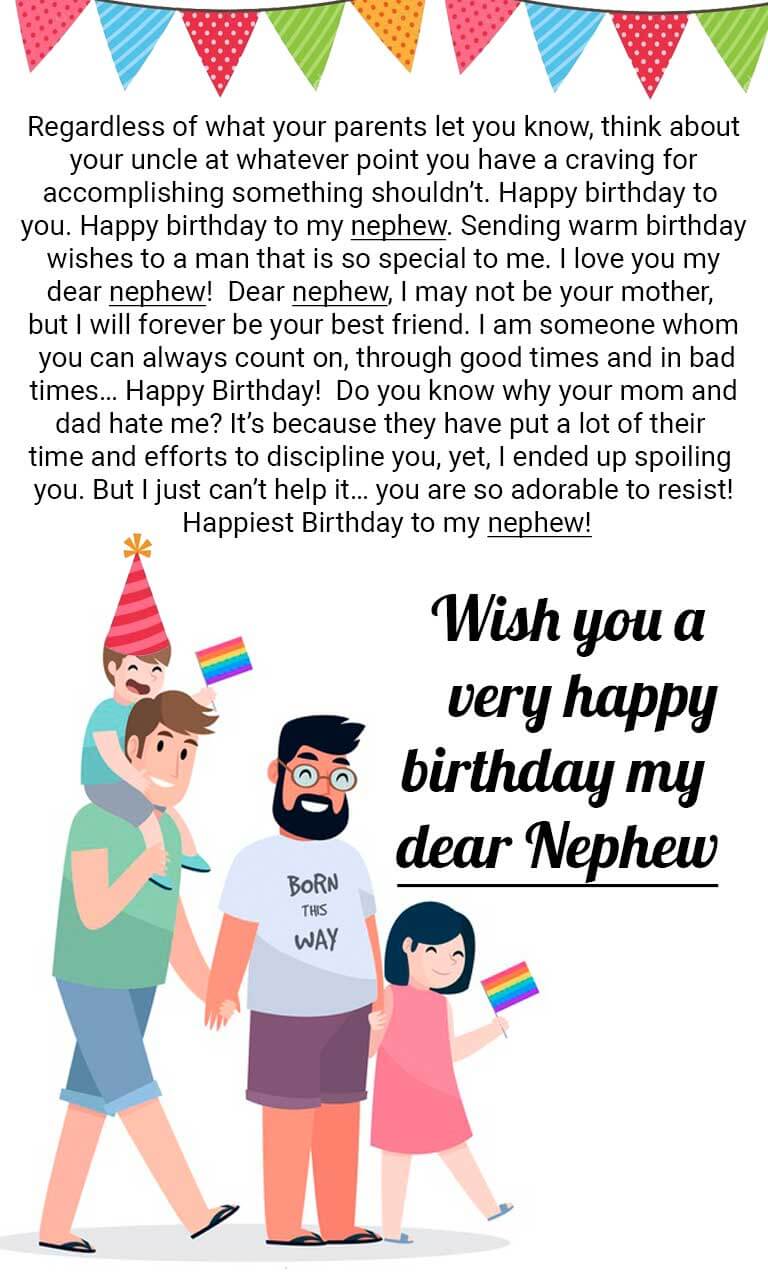 Regardless of what your parents let you know, think about
your uncle at whatever point you have a craving for
accomplishing something shouldn’t. Happy birthday to
you. Happy birthday to my nephew. Sending warm birthday
wishes to a man that is so special to me. I love you my
dear nephew! Dear nephew, I may not be your mother,
but I will forever be your best friend. I am someone whom
you can always count on, through good times and in bad
times... Happy Birthday! Do you know why your mom and
dad hate me? It’s because they have put a lot of their
time and efforts to discipline you, yet, I ended up spoiling
you. But I just can’t help it... you are so adorable to resist!
Happiest Birthday to my nephew!
Wish you a
very happy
birthday my
dear Nephew
BORN
THIS
WAY